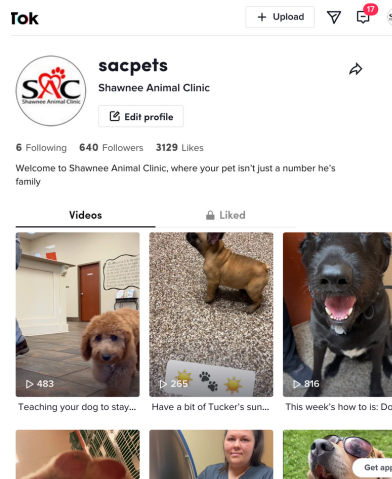 Tok
+ Upload
17
SAC
Shawnee Animal Clinic
sacpets
Shawnee Animal Clinic
Edit profile
6 Following 640 Followers 3129 Likes
Welcome to Shawnee Animal Clinic, where your pet isn't just a number he's
family
Videos
Liked
483
265
816
Teaching your dog to stay...
Have a bit of Tucker's sun...
This week's how to is: Do
Get app